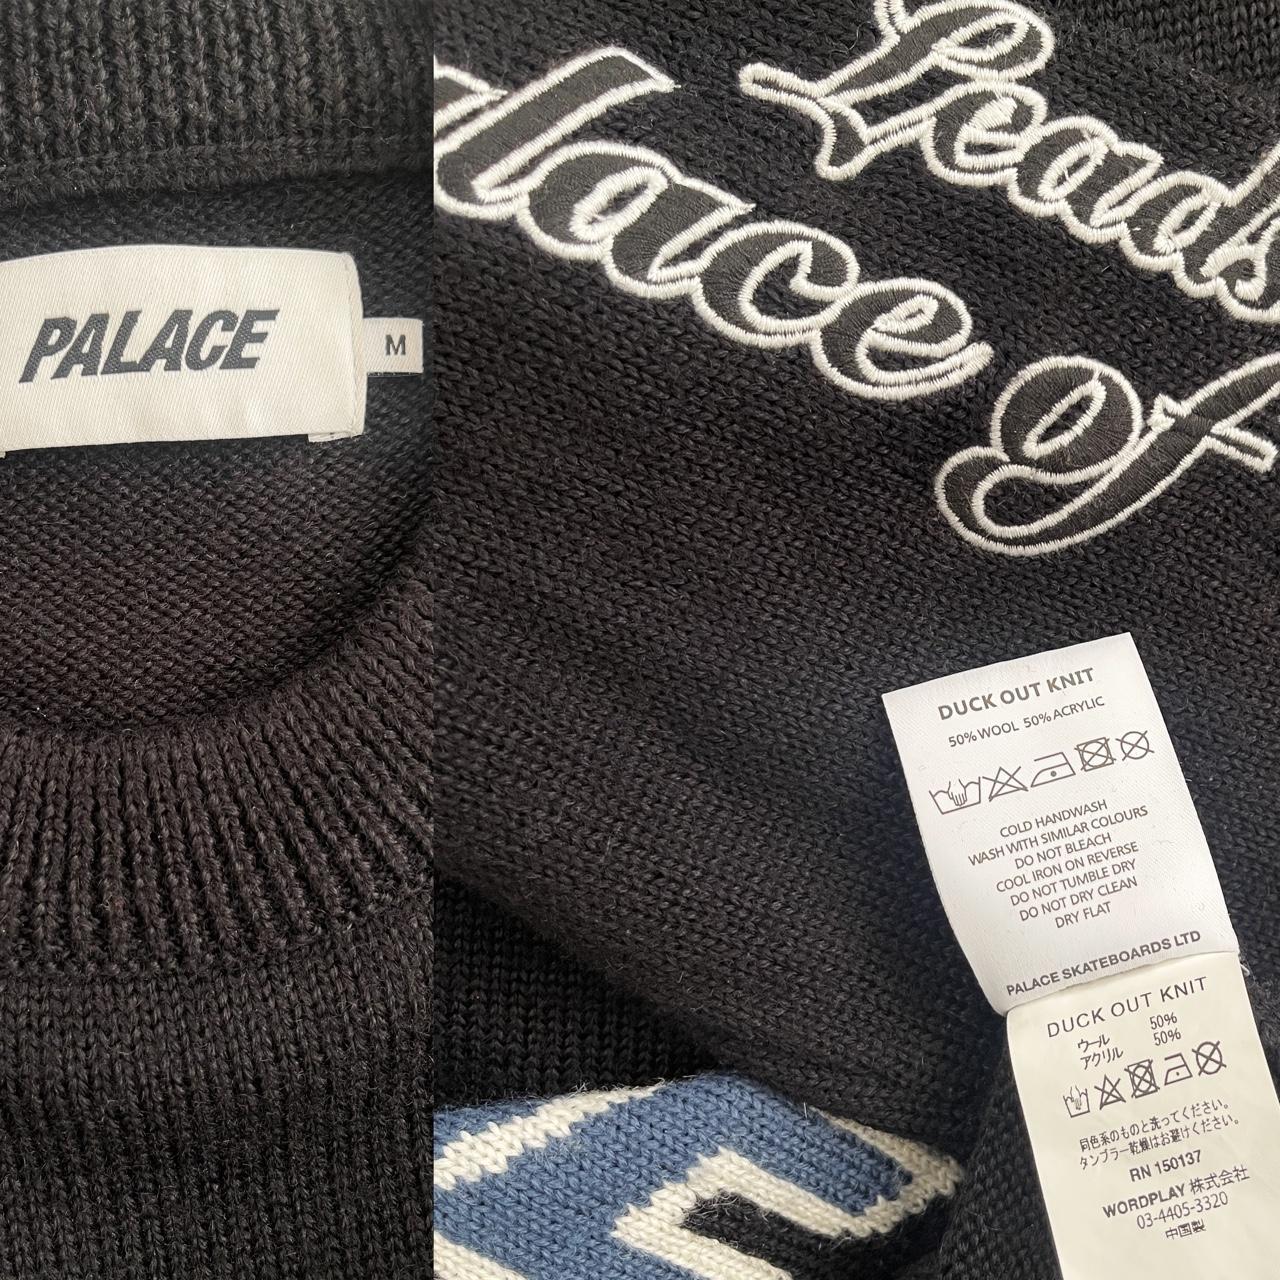 PALACE
M
Leads
Palace
of
DUCK OUT KNIT
50% WOOL 50% ACRYLIC
COLD HANDWASH
WASH WITH SIMILAR COLOURS
DO NOT BLEACH
COOL IRON ON REVERSE
DO NOT TUMBLE DRY
DO NOT DRY CLEAN
DRY FLAT
PALACE SKATEBOARDS LTD
DUCK OUT KNIT
ウール 50%
アクリル 50%
同色系のものと洗ってください。
タンブラー乾燥はお避けください。
RN 150137
WORDPLAY 株式会社
03-4405-3320
中国製